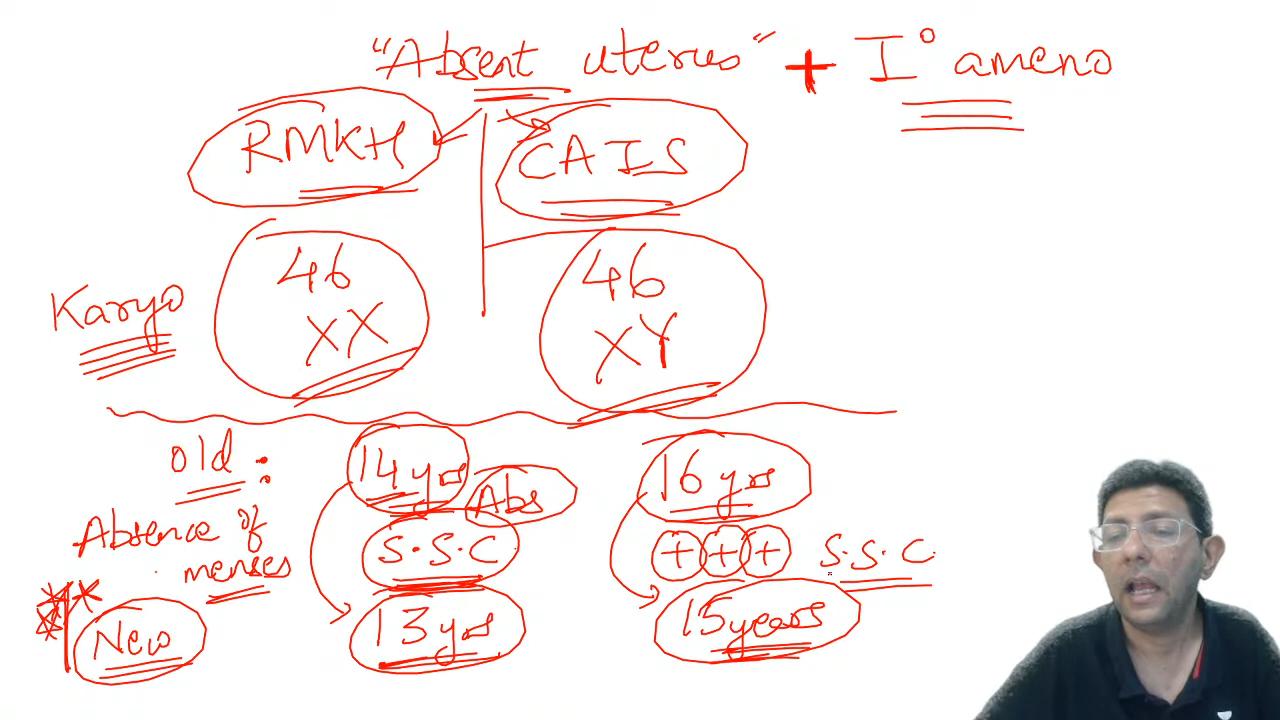 "Absent uterus" + I° ameno
RMKH CAIS
Karyo 46 XX 46 XY
old : 14 yrs 16 yrs
Abs
Absence of menses S.S.C +++ S.S.C.
New 13 yrs 15 years